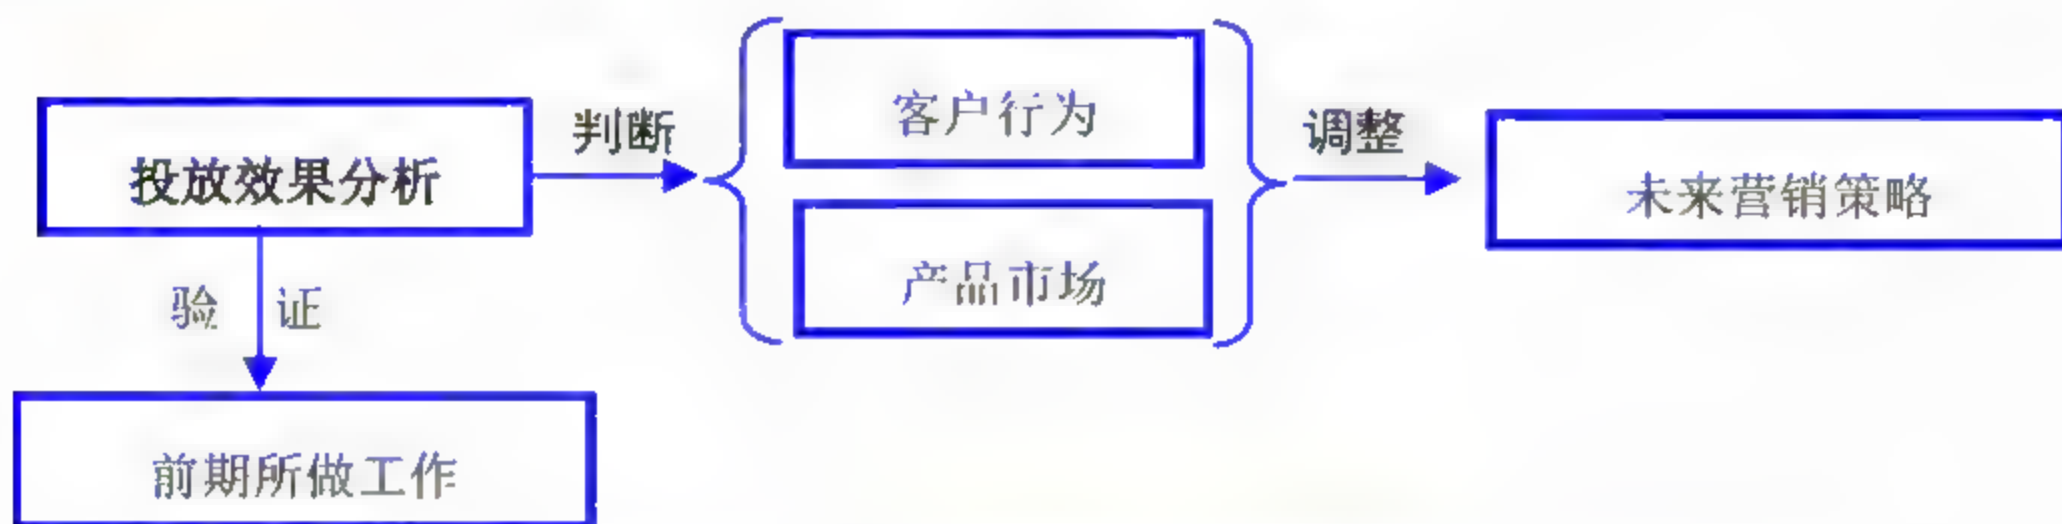 客户行为
判断
调整
投放效果分析
未来营销策略
产品市场
验 证
前期所做工作